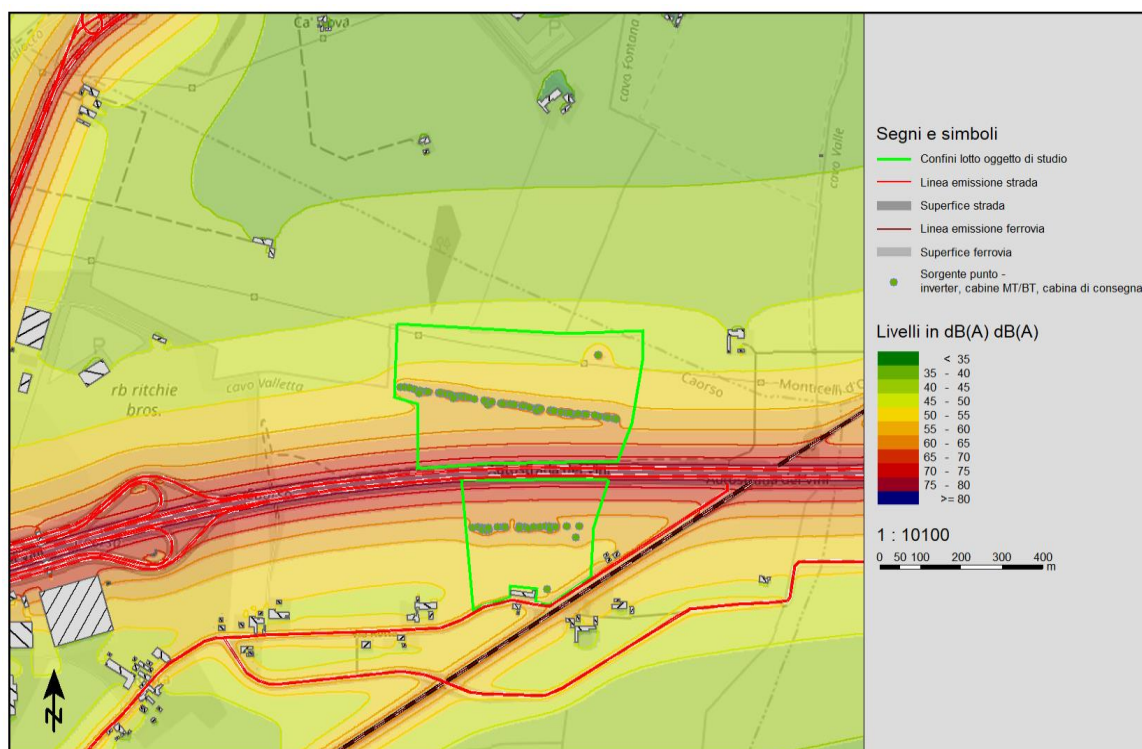 Ca' Nova
P
cavo Fontana
cavo Valle
P
rb ritchie
bros.
cavo Valletta
Caorso
Monticelli d'O
Autostrada dei Vini
Autostrada dei Vini
N
Segni e simboli
Confini lotto oggetto di studio
Linea emissione strada
Superfice strada
Linea emissione ferrovia
Superfice ferrovia
Sorgente punto -
inverter, cabine MT/BT, cabina di consegna
Livelli in dB(A) dB(A)
< 35
35 - 40
40 - 45
45 - 50
50 - 55
55 - 60
60 - 65
65 - 70
70 - 75
75 - 80
>= 80
1 : 10100
0 50 100 200 300 400
m